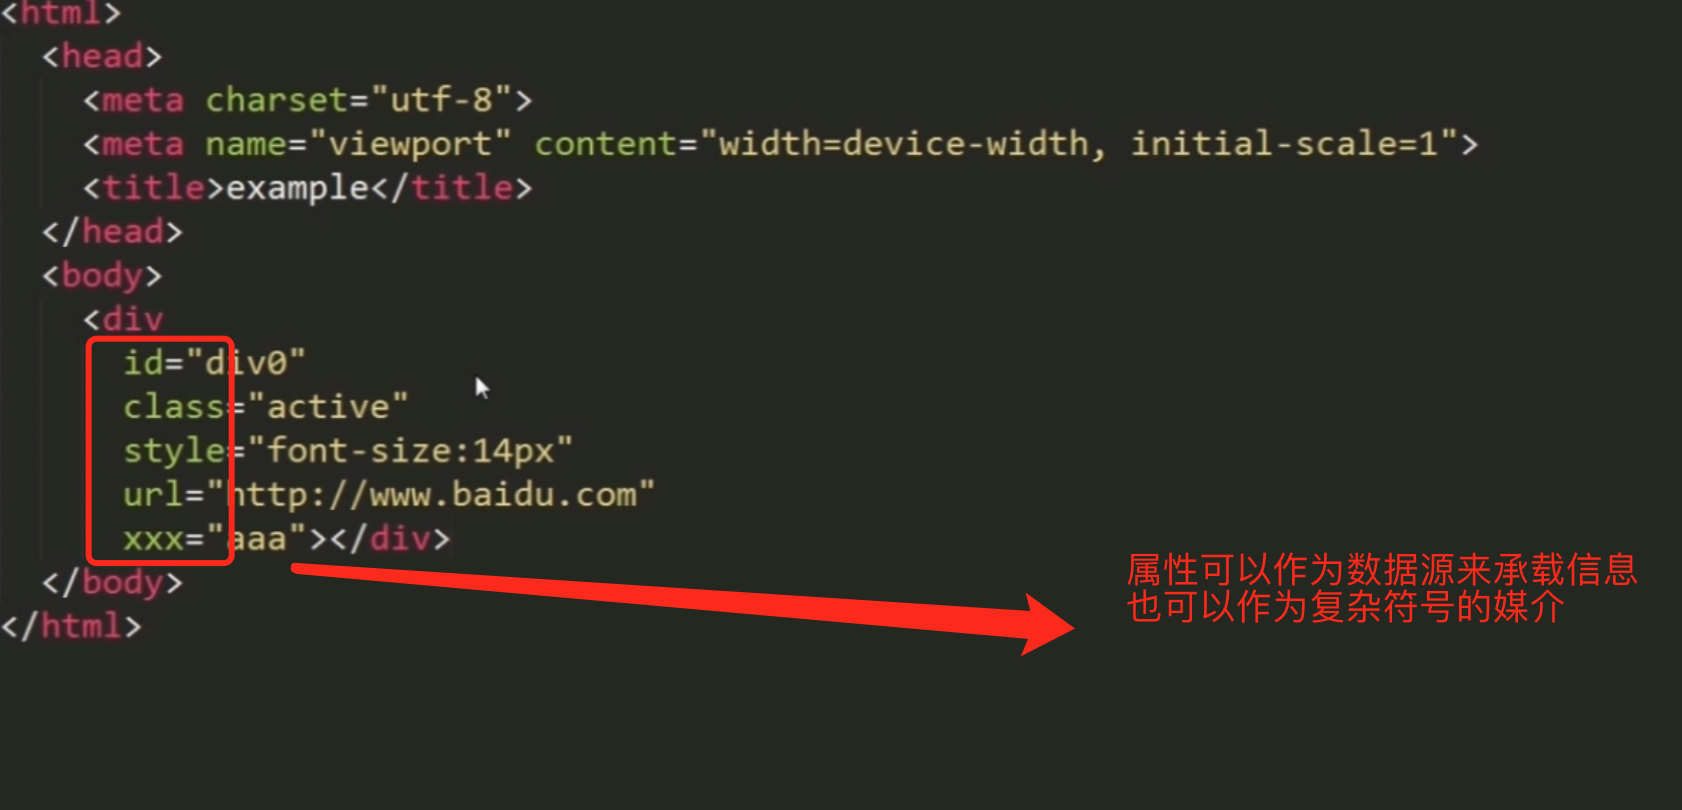 <html>
<head>
<meta charset="utf-8">
<meta name="viewport" content="width=device-width, initial-scale=1">
<title>example</title>
</head>
<body>
<div
id="div0"
class="active"
style="font-size:14px"
url="http://www.baidu.com"
xxx="aaa"></div>
</body>
</html>
属性可以作为数据源来承载信息
也可以作为复杂符号的媒介